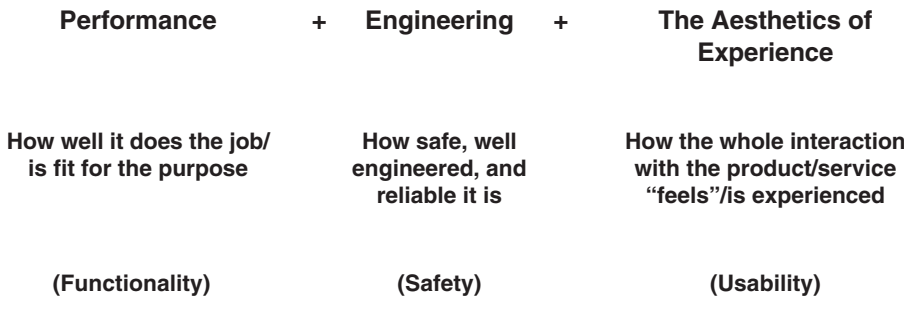 Performance + Engineering + The Aesthetics of
Experience
How well it does the job/
is fit for the purpose
How safe, well
engineered, and
reliable it is
How the whole interaction
with the product/service
“feels”/is experienced
(Functionality)
(Safety)
(Usability)